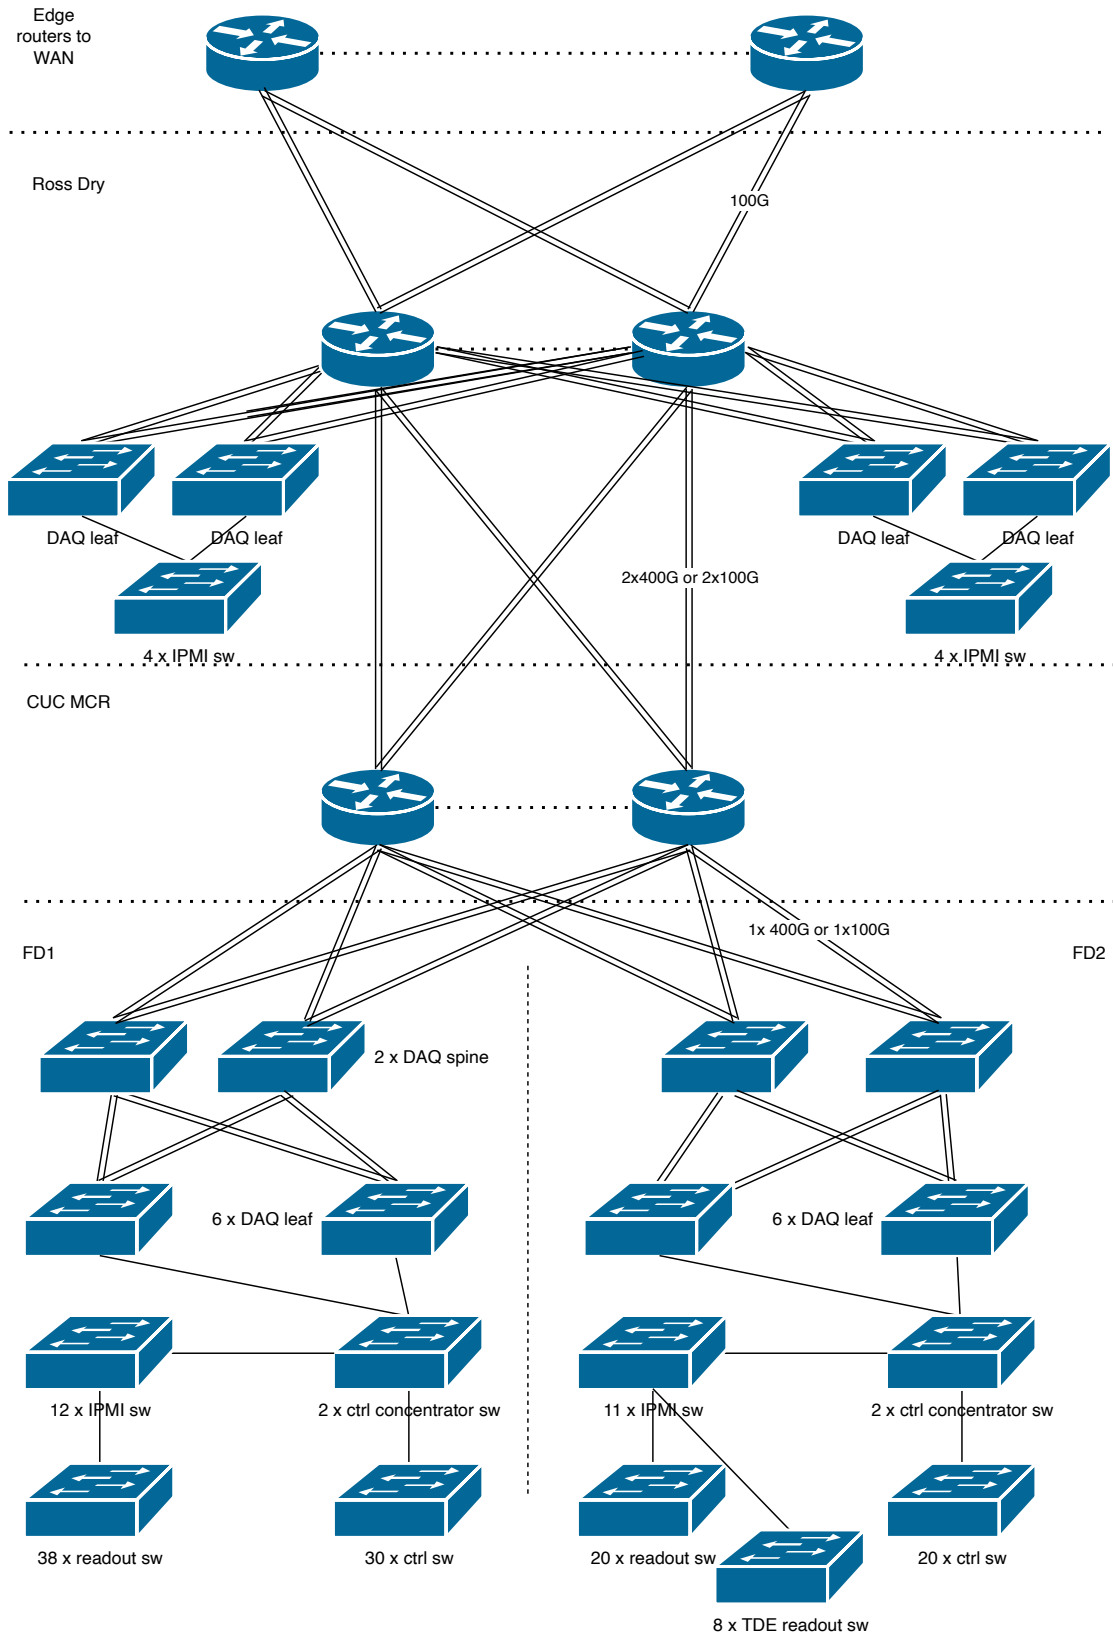 Edge
routers to
WAN
Ross Dry
100G
DAQ leaf
DAQ leaf
DAQ leaf
DAQ leaf
2x400G or 2x100G
4 x IPMI sw
4 x IPMI sw
CUC MCR
1x 400G or 1x100G
FD1
FD2
2 x DAQ spine
6 x DAQ leaf
6 x DAQ leaf
12 x IPMI sw
2 x ctrl concentrator sw
11 x IPMI sw
2 x ctrl concentrator sw
38 x readout sw
30 x ctrl sw
20 x readout sw
20 x ctrl sw
8 x TDE readout sw